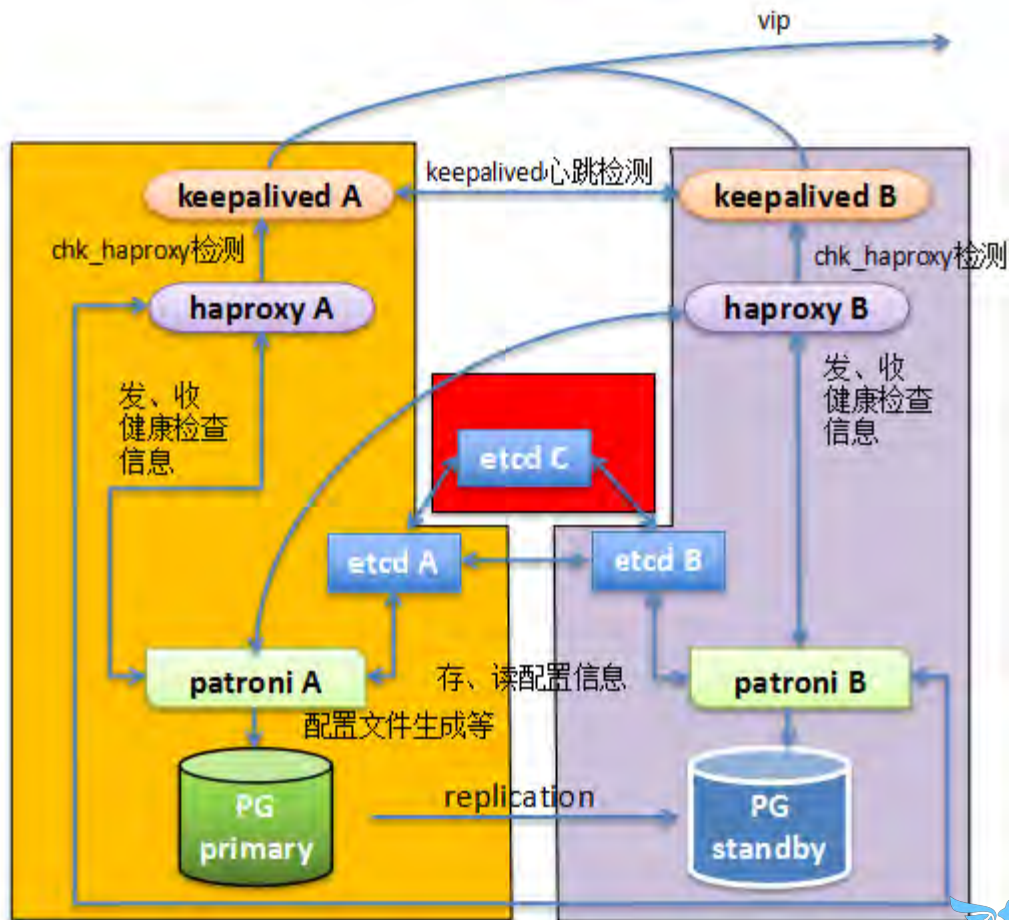 vip
keepalived心跳检测
keepalived A
keepalived B
chk_haproxy检测
chk_haproxy检测
haproxy A
haproxy B
发、收
健康检查
信息
发、收
健康检查
信息
etcd C
etcd A
etcd B
patroni A
存、读配置信息
patroni B
配置文件生成等
PG
primary
replication
PG
standby